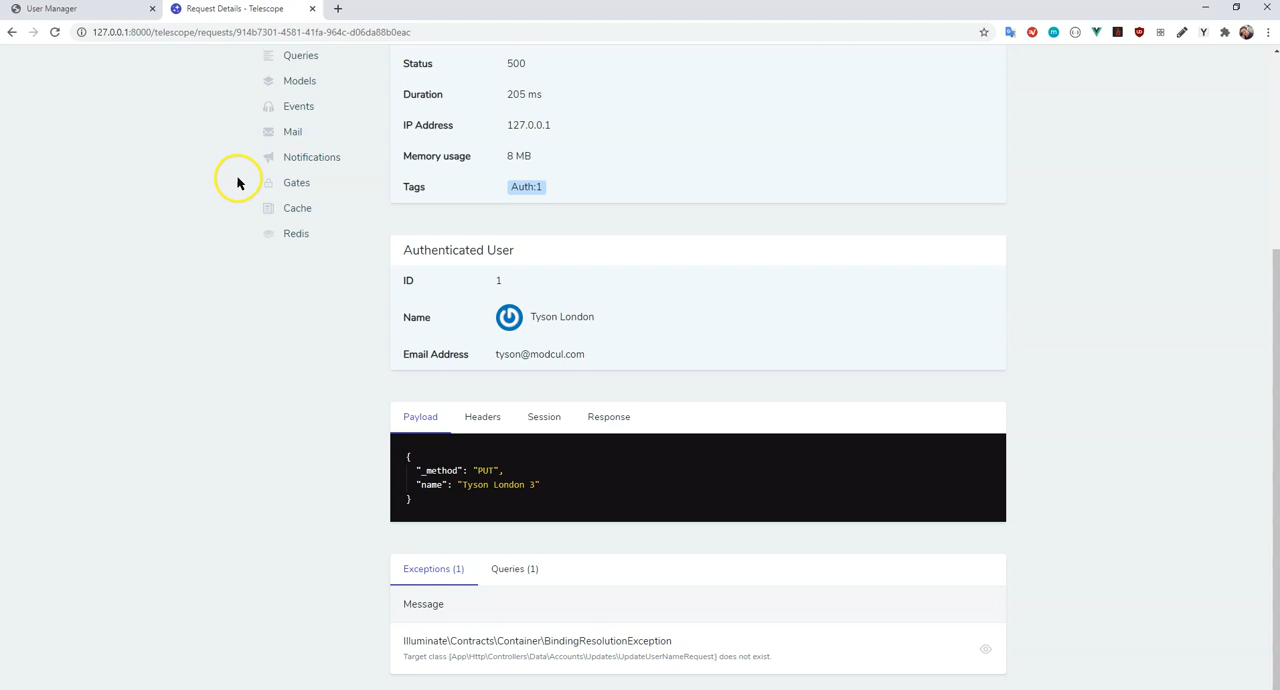 User Manager
Request Details - Telescope
127.0.0.1:8000/telescope/requests/914b7301-4581-41fa-964c-d06da88b0eac
Queries
Models
Events
Mail
Notifications
Gates
Cache
Redis
Status 500
Duration 205 ms
IP Address 127.0.0.1
Memory usage 8 MB
Tags Auth:1
Authenticated User
ID 1
Name Tyson London
Email Address tyson@modcul.com
Payload Headers Session Response
{
"_method": "PUT",
"name": "Tyson London 3"
}
Exceptions (1) Queries (1)
Message
Illuminate\Contracts\Container\BindingResolutionException
Target class [App\Http\Controllers\Data\Accounts\Updates\UpdateUserNameRequest] does not exist.